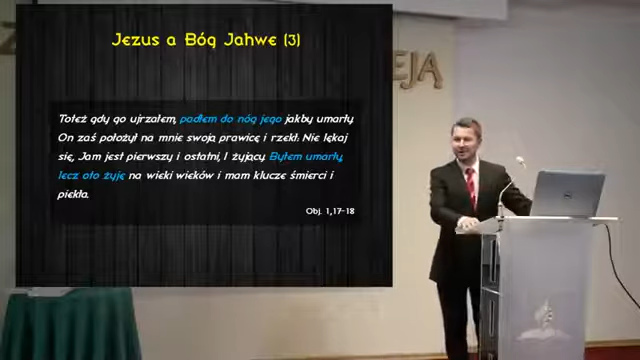 Jezus a Bóg Jahwe (3)
Toteż gdy go ujrzałem, padłem do nóg jego jakby umarły.
On zaś położył na mnie swoją prawicę i rzekł: Nie lękaj
się, Jam jest pierwszy i ostatni, I żyjący. Byłem umarły,
lecz oto żyję na wieki wieków i mam klucze śmierci i
piekła.
Obj. 1,17-18
EJA
DELL